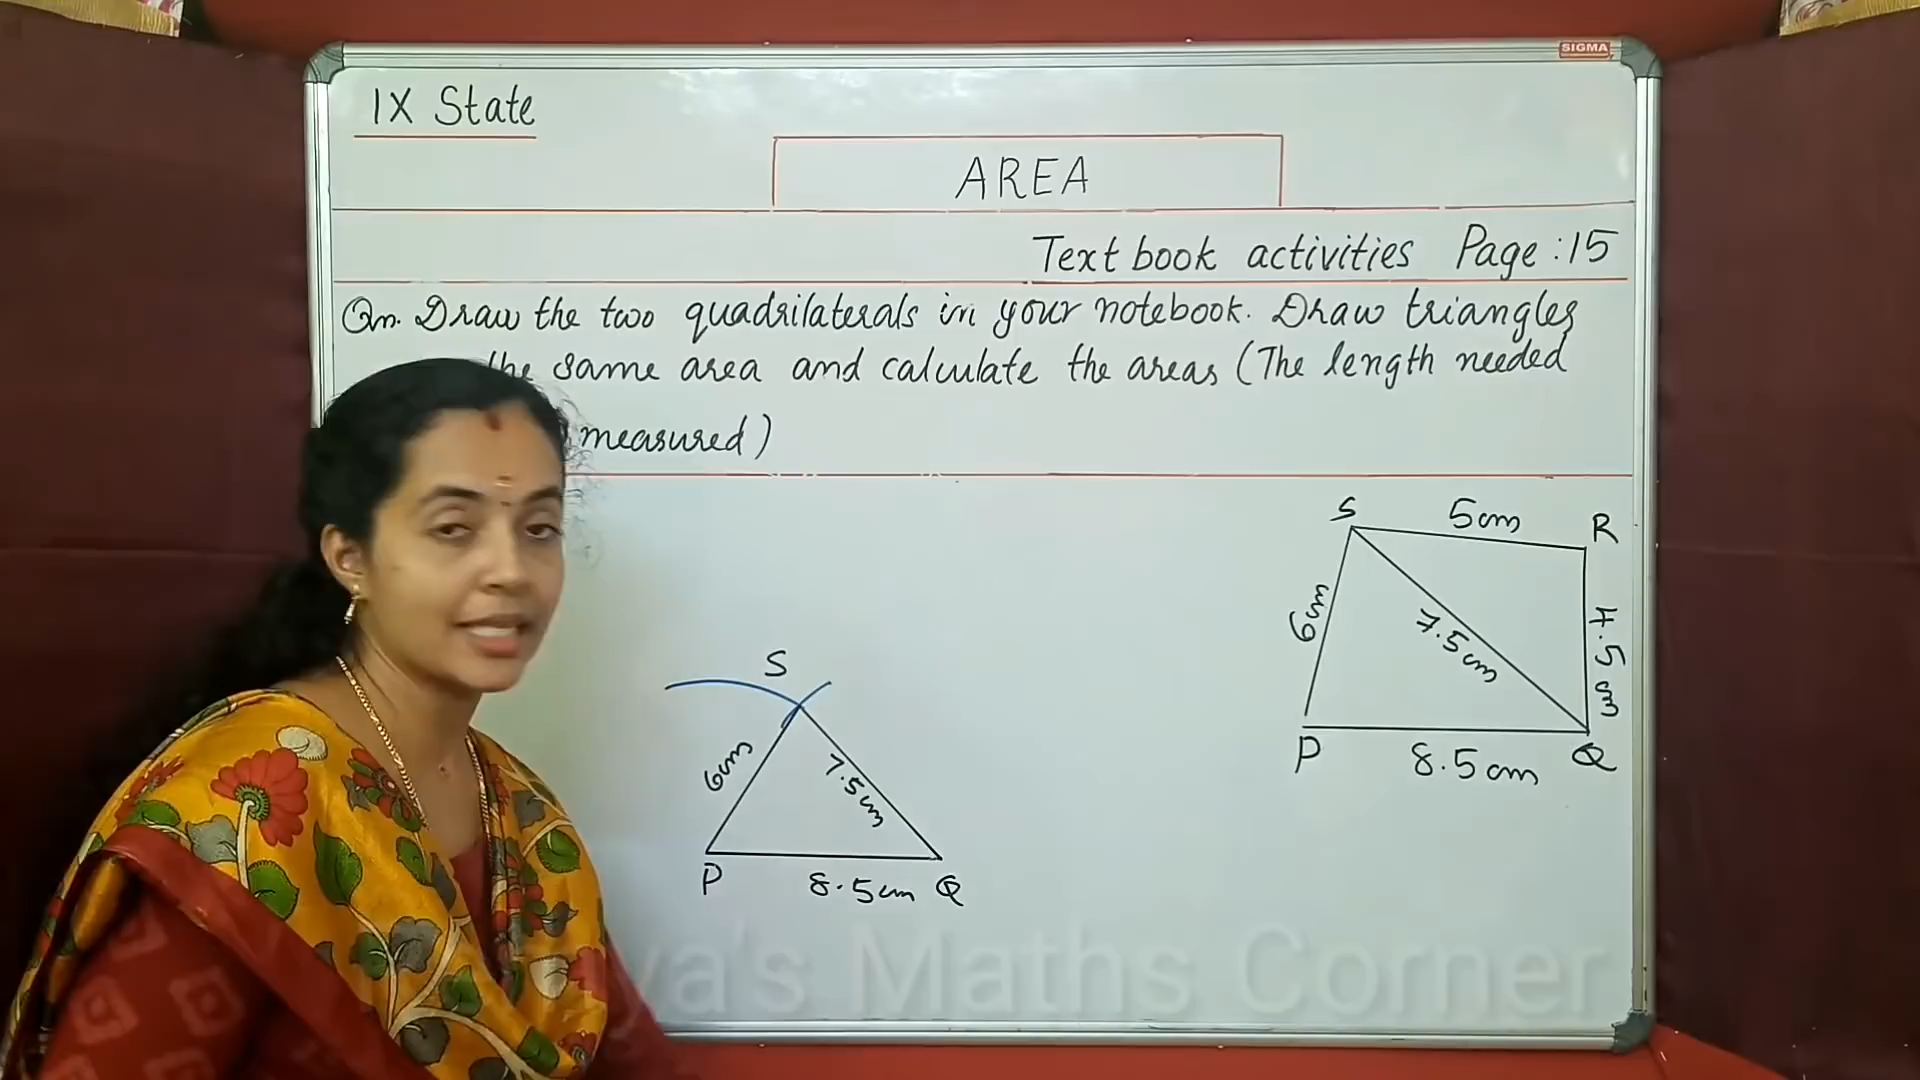 SIGMA
IX State
AREA
Text book activities Page : 15
Qn. Draw the two quadrilaterals in your notebook. Draw triangles
the same area and calculate the areas (The length needed
measured)
S 5cm R
6cm
7.5cm
7.5cm
P 8.5cm Q
S
6cm
7.5cm
P 8.5cm Q
Maths Corner